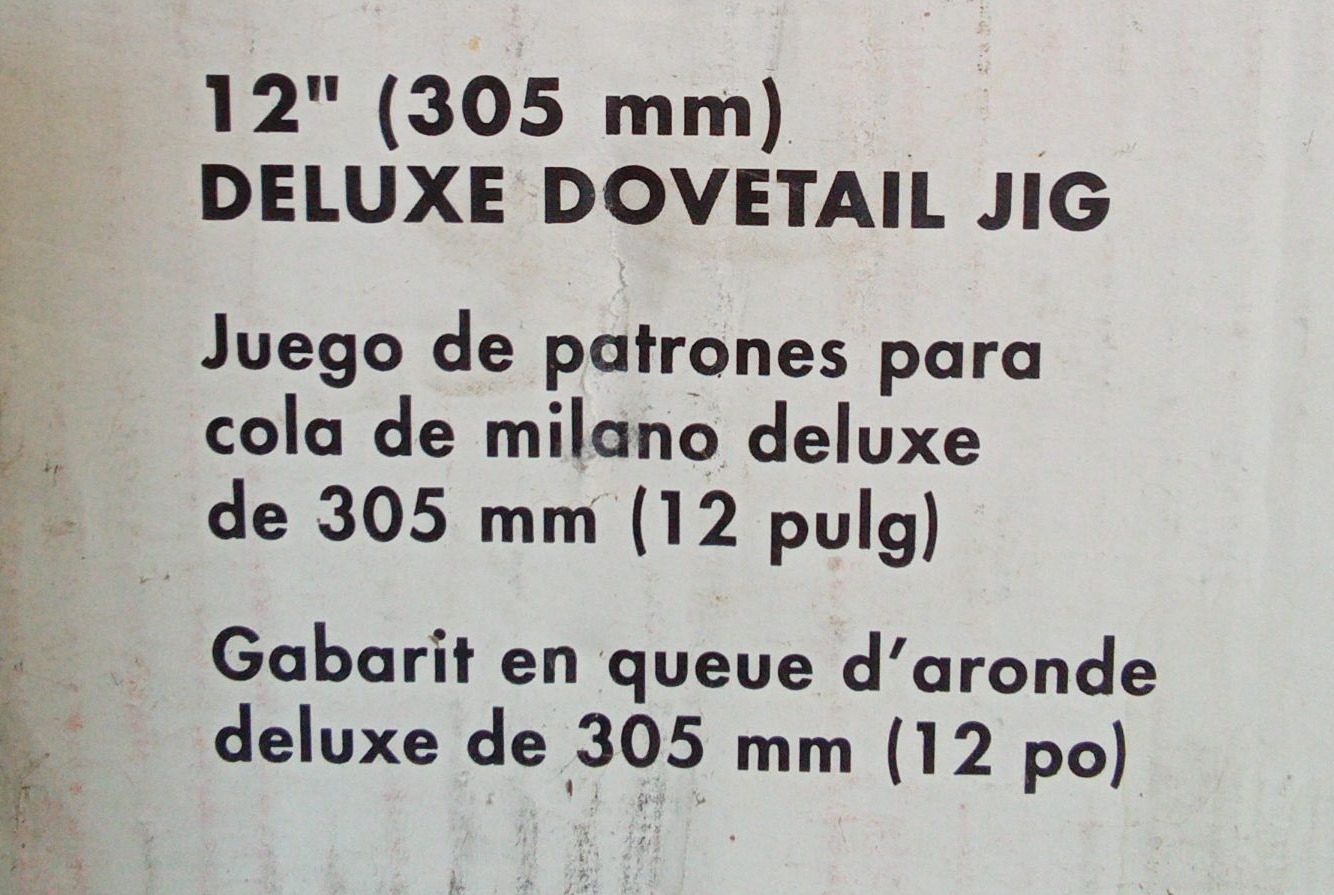 12" (305 mm)
DELUXE DOVETAIL JIG
Juego de patrones para
cola de milano deluxe
de 305 mm (12 pulg)
Gabarit en queue d’aronde
deluxe de 305 mm (12 po)